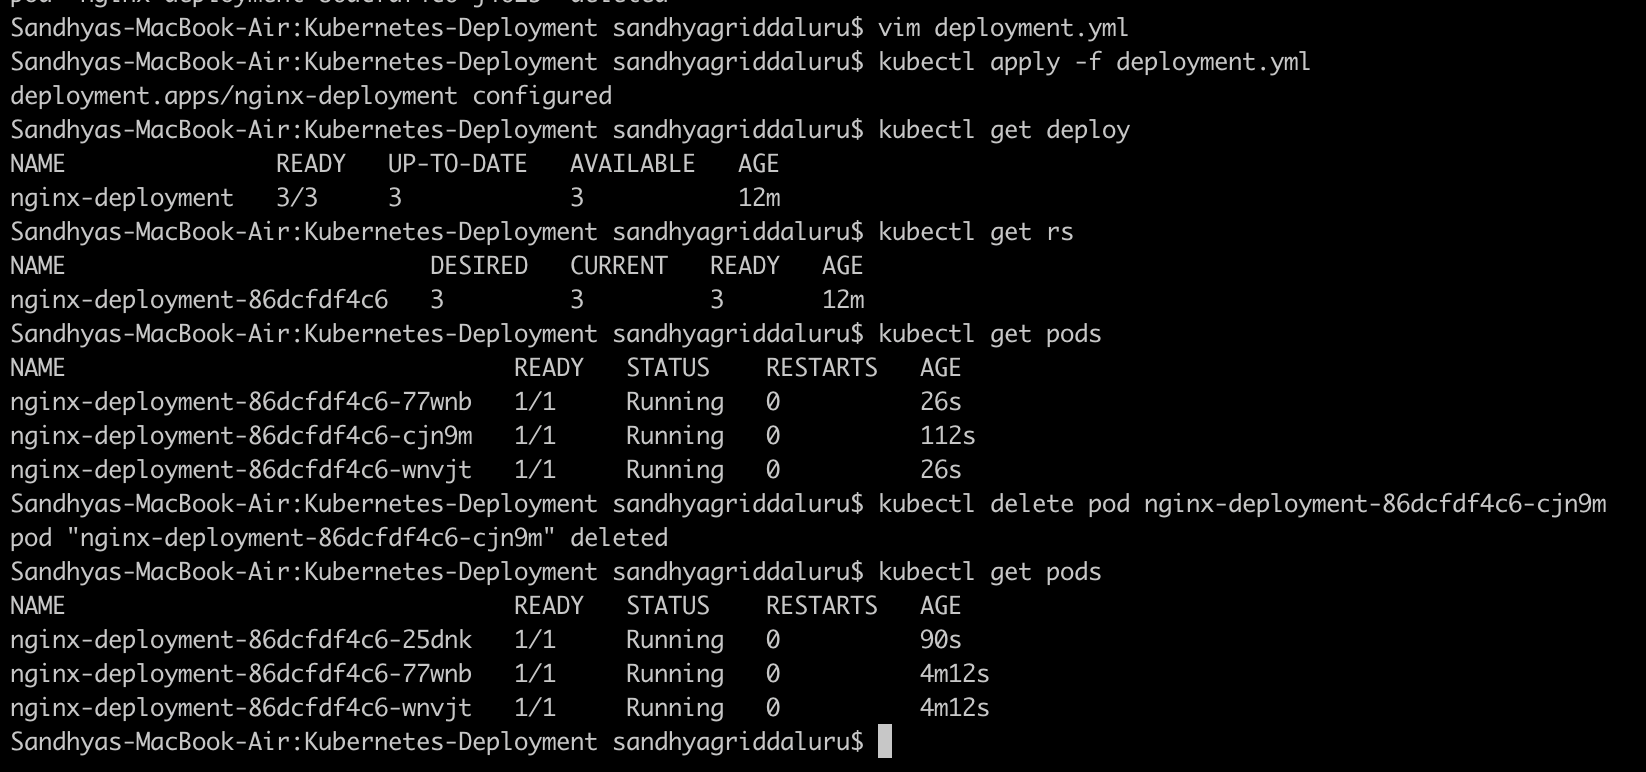 pod "nginx-deployment-86dcfdf4c6-j4625" deleted
Sandhyas-MacBook-Air:Kubernetes-Deployment sandhyagriddaluru$ vim deployment.yml
Sandhyas-MacBook-Air:Kubernetes-Deployment sandhyagriddaluru$ kubectl apply -f deployment.yml
deployment.apps/nginx-deployment configured
Sandhyas-MacBook-Air:Kubernetes-Deployment sandhyagriddaluru$ kubectl get deploy
NAME               READY   UP-TO-DATE   AVAILABLE   AGE
nginx-deployment   3/3     3            3           12m
Sandhyas-MacBook-Air:Kubernetes-Deployment sandhyagriddaluru$ kubectl get rs
NAME                          DESIRED   CURRENT   READY   AGE
nginx-deployment-86dcfdf4c6   3         3         3       12m
Sandhyas-MacBook-Air:Kubernetes-Deployment sandhyagriddaluru$ kubectl get pods
NAME                                READY   STATUS    RESTARTS   AGE
nginx-deployment-86dcfdf4c6-77wnb   1/1     Running   0          26s
nginx-deployment-86dcfdf4c6-cjn9m   1/1     Running   0          112s
nginx-deployment-86dcfdf4c6-wnvjt   1/1     Running   0          26s
Sandhyas-MacBook-Air:Kubernetes-Deployment sandhyagriddaluru$ kubectl delete pod nginx-deployment-86dcfdf4c6-cjn9m
pod "nginx-deployment-86dcfdf4c6-cjn9m" deleted
Sandhyas-MacBook-Air:Kubernetes-Deployment sandhyagriddaluru$ kubectl get pods
NAME                                READY   STATUS    RESTARTS   AGE
nginx-deployment-86dcfdf4c6-25dnk   1/1     Running   0          90s
nginx-deployment-86dcfdf4c6-77wnb   1/1     Running   0          4m12s
nginx-deployment-86dcfdf4c6-wnvjt   1/1     Running   0          4m12s
Sandhyas-MacBook-Air:Kubernetes-Deployment sandhyagriddaluru$